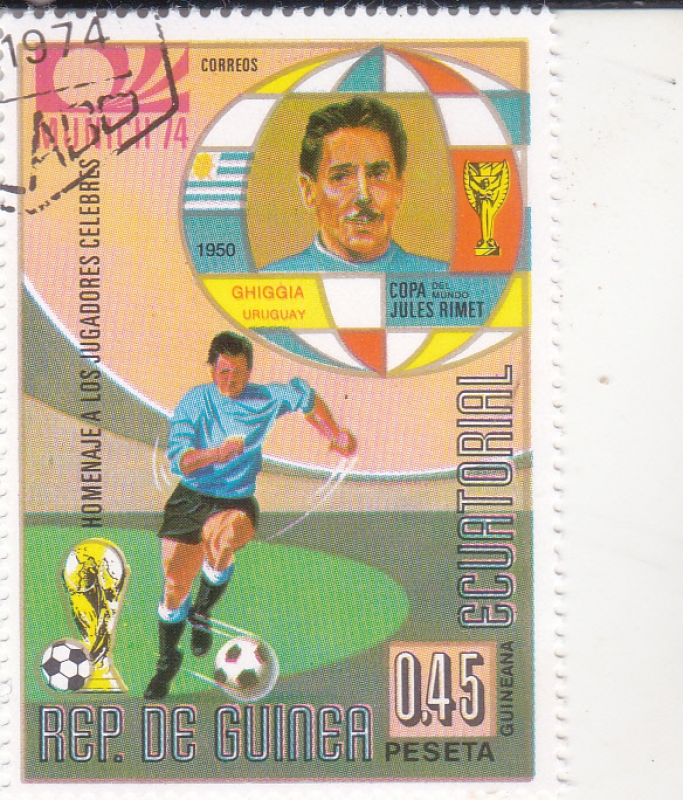 1974
CORREOS
MUNICH 74
HOMENAJE A LOS JUGADORES CELEBRES
1950
GHIGGIA
URUGUAY
COPA DEL MUNDO
JULES RIMET
ECUATORIAL
GUINEANA
0,45
PESETA
REP. DE GUINEA